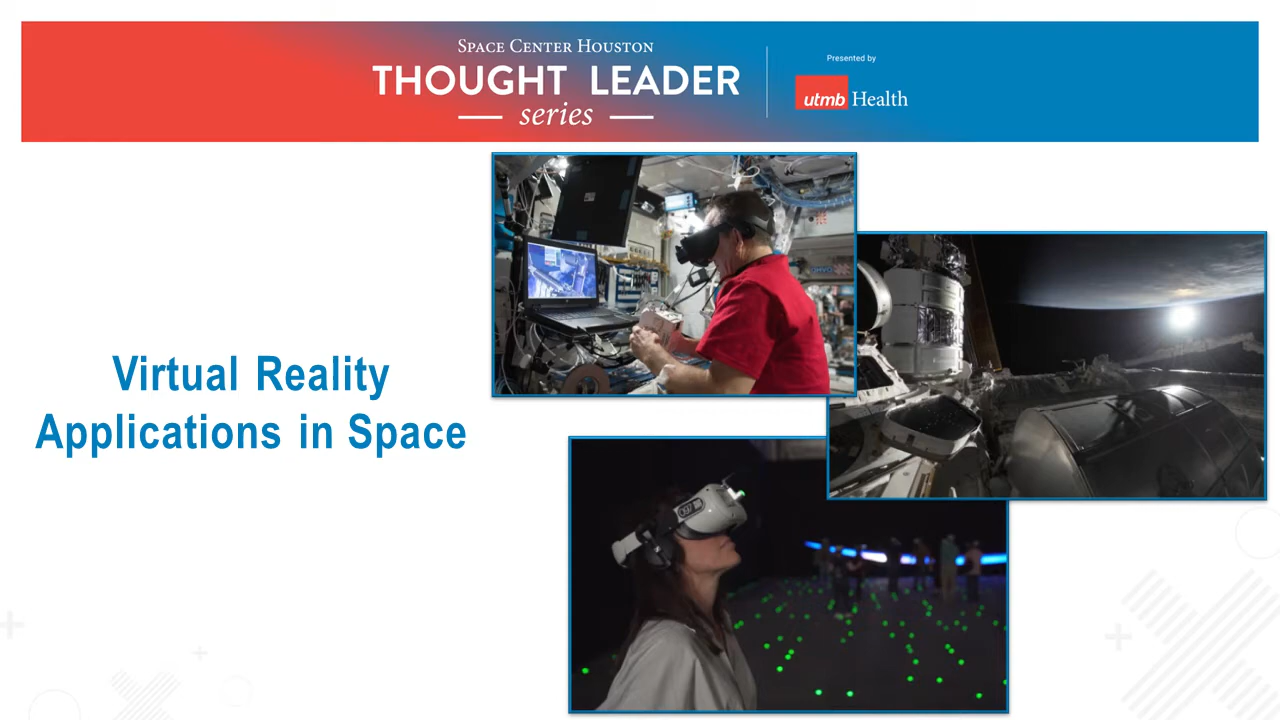 SPACE CENTER HOUSTON
THOUGHT LEADER
series
Presented by
utmb Health
Virtual Reality
Applications in Space